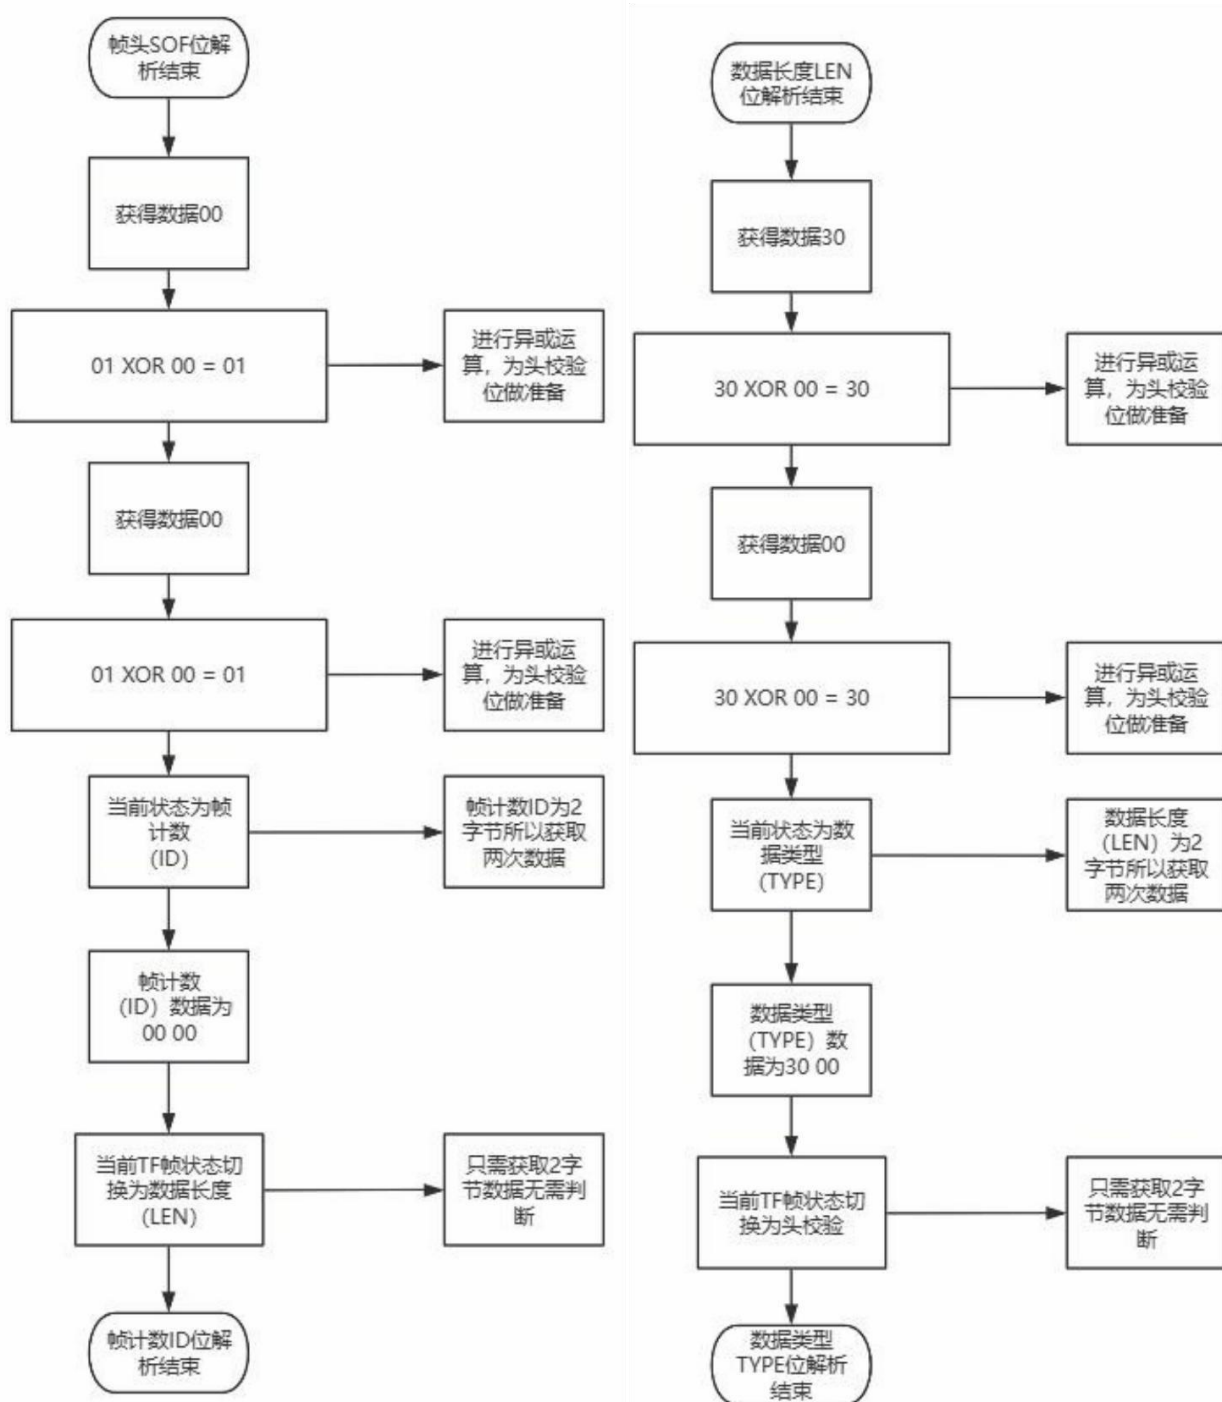 帧头SOF位解
析结束
获得数据00
01 XOR 00 = 01
进行异或运
算，为头校验
位做准备
获得数据00
01 XOR 00 = 01
进行异或运
算，为头校验
位做准备
当前状态为帧
计数
（ID）
帧计数ID为2
字节所以获取
两次数据
帧计数
（ID）数据为
00 00
当前TF帧状态切
换为数据长度
（LEN）
只需获取2字
节数据无需判
断
帧计数ID位解
析结束
数据长度LEN
位解析结束
获得数据30
30 XOR 00 = 30
进行异或运
算，为头校验
位做准备
获得数据00
30 XOR 00 = 30
进行异或运
算，为头校验
位做准备
当前状态为数
据类型
（TYPE）
数据长度
（LEN）为2
字节所以获取
两次数据
数据类型
（TYPE）数
据为30 00
当前TF帧状态切
换为头校验
只需获取2字
节数据无需判
断
数据类型
TYPE位解析
结束